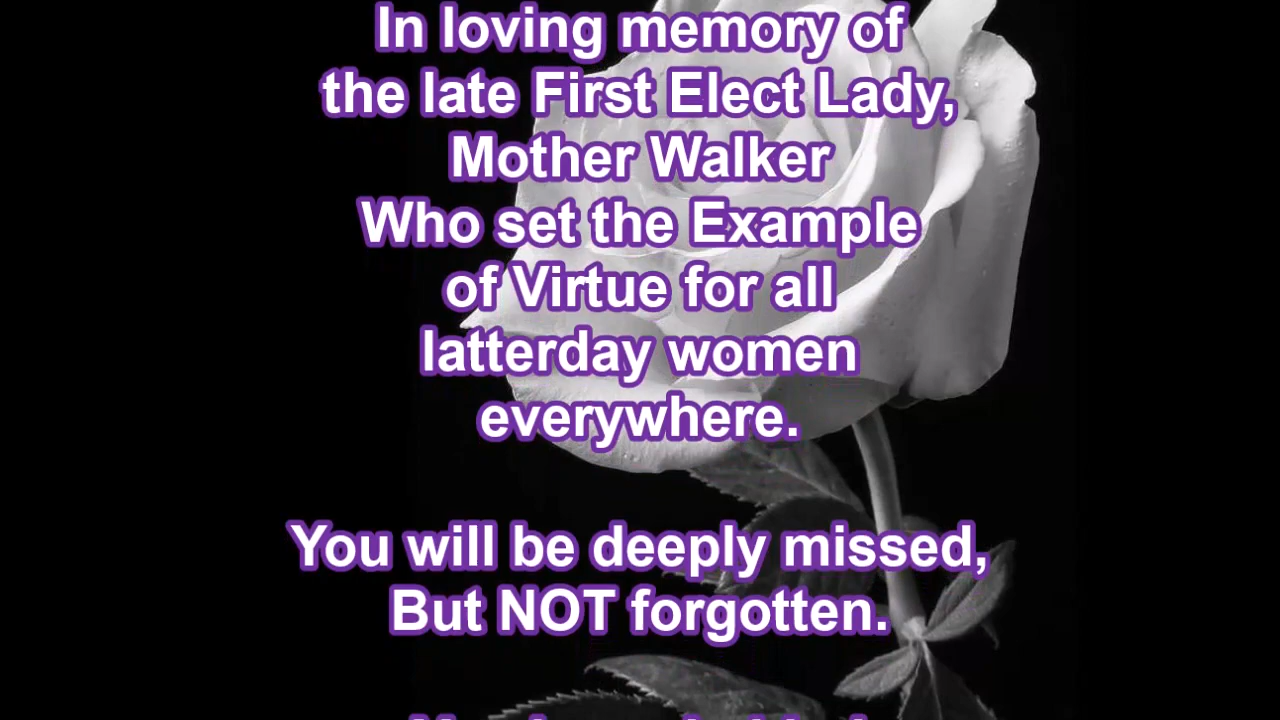 In loving memory of
the late First Elect Lady,
Mother Walker
Who set the Example
of Virtue for all
latterday women
everywhere.
You will be deeply missed,
But NOT forgotten.